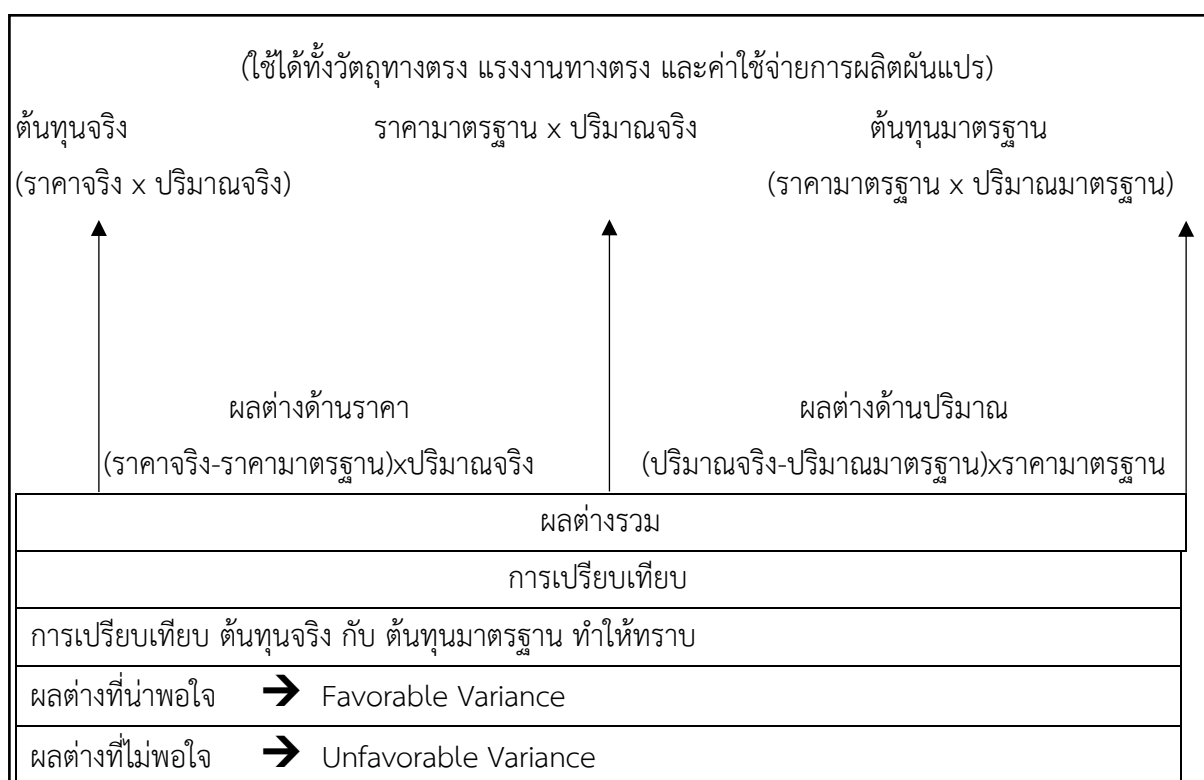 (ใช้ได้ทั้งวัตถุทางตรง แรงงานทางตรง และค่าใช้จ่ายการผลิตผันแปร)
ต้นทุนจริง ราคามาตรฐาน x ปริมาณจริง ต้นทุนมาตรฐาน
(ราคาจริง x ปริมาณจริง) (ราคามาตรฐาน x ปริมาณมาตรฐาน)
ผลต่างด้านราคา ผลต่างด้านปริมาณ
(ราคาจริง-ราคามาตรฐาน)xปริมาณจริง (ปริมาณจริง-ปริมาณมาตรฐาน)xราคามาตรฐาน
ผลต่างรวม
การเปรียบเทียบ
การเปรียบเทียบ ต้นทุนจริง กับ ต้นทุนมาตรฐาน ทำให้ทราบ
ผลต่างที่น่าพอใจ ➔ Favorable Variance
ผลต่างที่ไม่พอใจ ➔ Unfavorable Variance